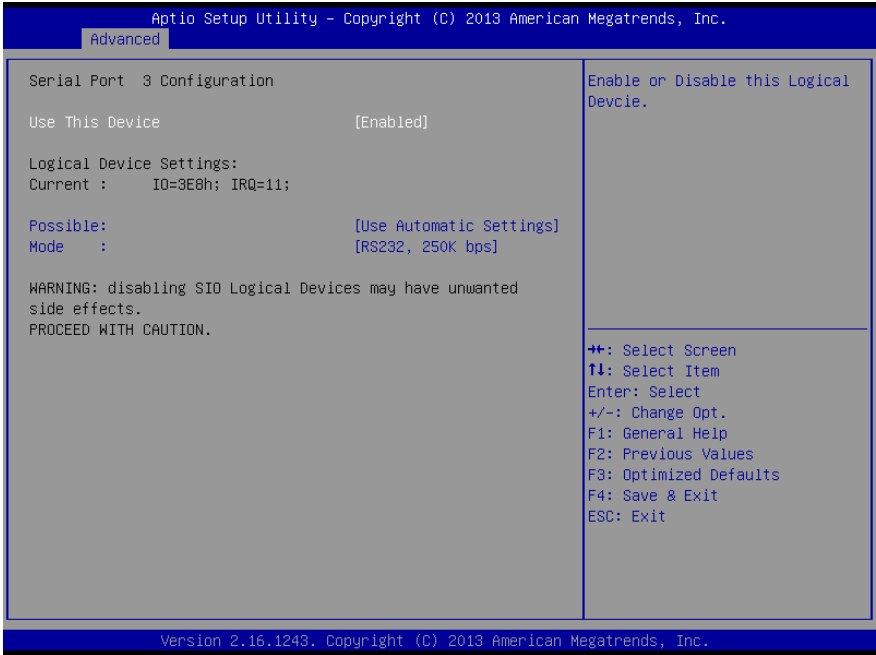 Aptio Setup Utility – Copyright (C) 2013 American Megatrends, Inc.
Advanced
Serial Port  3 Configuration
Use This Device [Enabled]
Logical Device Settings:
Current :  IO=3E8h; IRQ=11;
Possible: [Use Automatic Settings]
Mode  : [RS232, 250K bps]
WARNING: disabling SIO Logical Devices may have unwanted
side effects.
PROCEED WITH CAUTION.
Enable or Disable this Logical
Devcie.
→←: Select Screen
↑↓: Select Item
Enter: Select
+/-: Change Opt.
F1: General Help
F2: Previous Values
F3: Optimized Defaults
F4: Save & Exit
ESC: Exit
Version 2.16.1243. Copyright (C) 2013 American Megatrends, Inc.